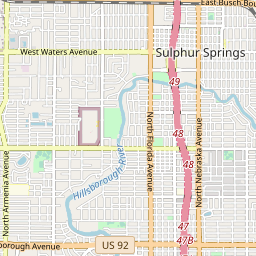 East Busch Bou
West Waters Avenue
Sulphur Springs
49
North Florida Avenue
North Nebraska Avenue
48
48
North Armenia Avenue
Hillsborough River
47
orough Avenue
US 92
47B